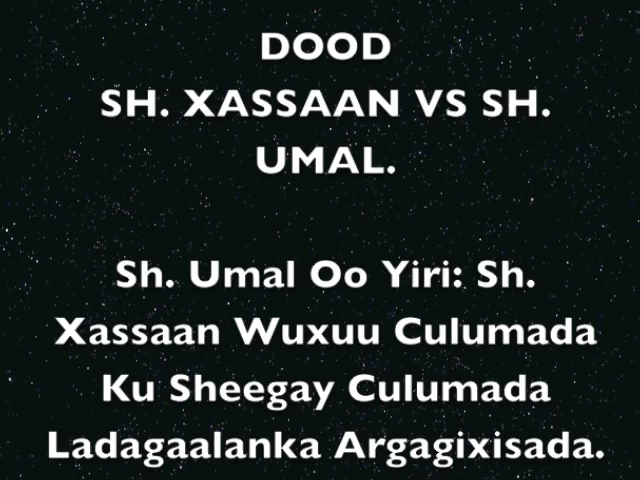 DOOD
SH. XASSAAN VS SH.
UMAL.
Sh. Umal Oo Yiri: Sh.
Xassaan Wuxuu Culumada
Ku Sheegay Culumada
Ladagaalanka Argagixisada.